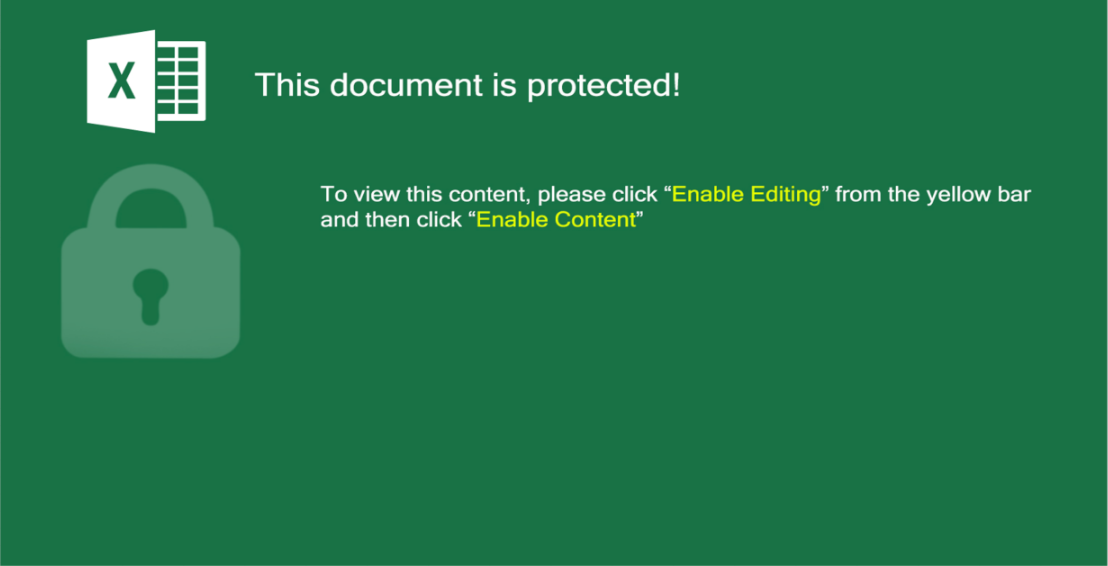 X
This document is protected!
To view this content, please click “Enable Editing” from the yellow bar
and then click “Enable Content”